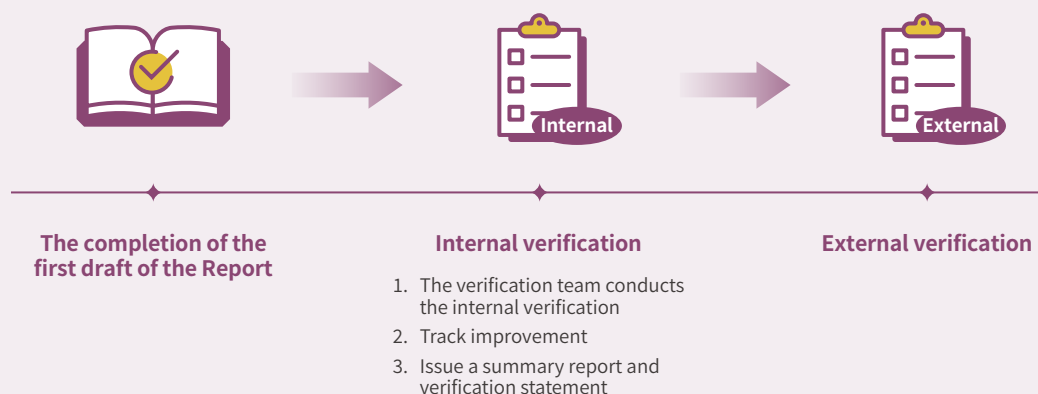 Internal
External
The completion of the
first draft of the Report
Internal verification
1. The verification team conducts
the internal verification
2. Track improvement
3. Issue a summary report and
verification statement
External verification